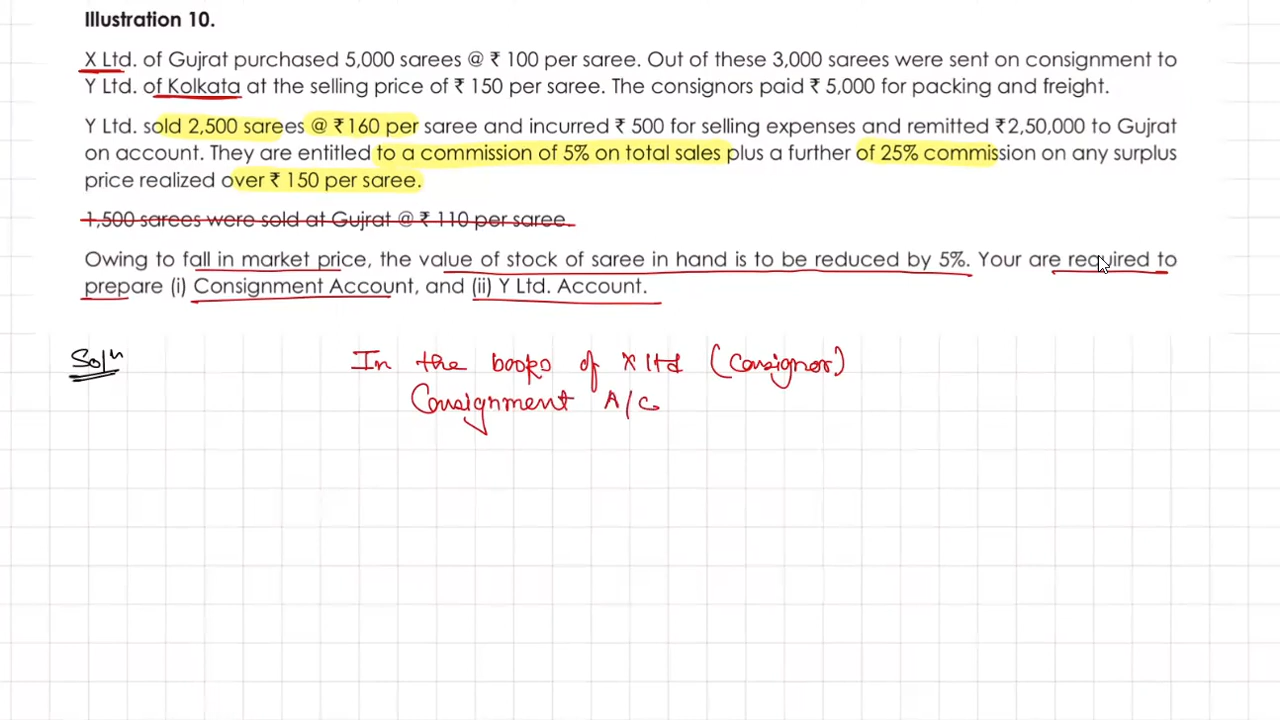 Illustration 10.
X Ltd. of Gujrat purchased 5,000 sarees @ ₹ 100 per saree. Out of these 3,000 sarees were sent on consignment to
Y Ltd. of Kolkata at the selling price of ₹ 150 per saree. The consignors paid ₹ 5,000 for packing and freight.
Y Ltd. sold 2,500 sarees @ ₹160 per saree and incurred ₹ 500 for selling expenses and remitted ₹2,50,000 to Gujrat
on account. They are entitled to a commission of 5% on total sales plus a further of 25% commission on any surplus
price realized over ₹ 150 per saree.
1,500 sarees were sold at Gujrat @ ₹ 110 per saree.
Owing to fall in market price, the value of stock of saree in hand is to be reduced by 5%. Your are required to
prepare (i) Consignment Account, and (ii) Y Ltd. Account.
Solⁿ
In the books of X ltd (Consignor)
Consignment A/C